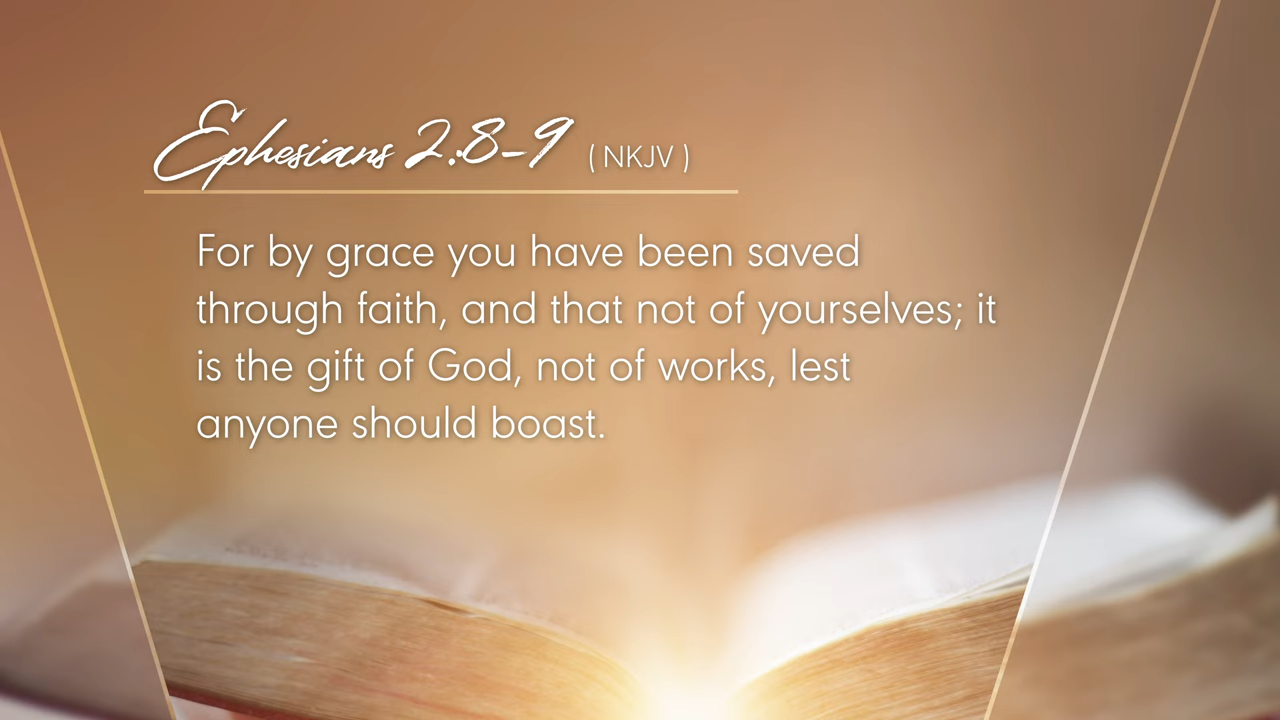 Ephesians 2:8-9 (NKJV)
For by grace you have been saved
through faith, and that not of yourselves; it
is the gift of God, not of works, lest
anyone should boast.